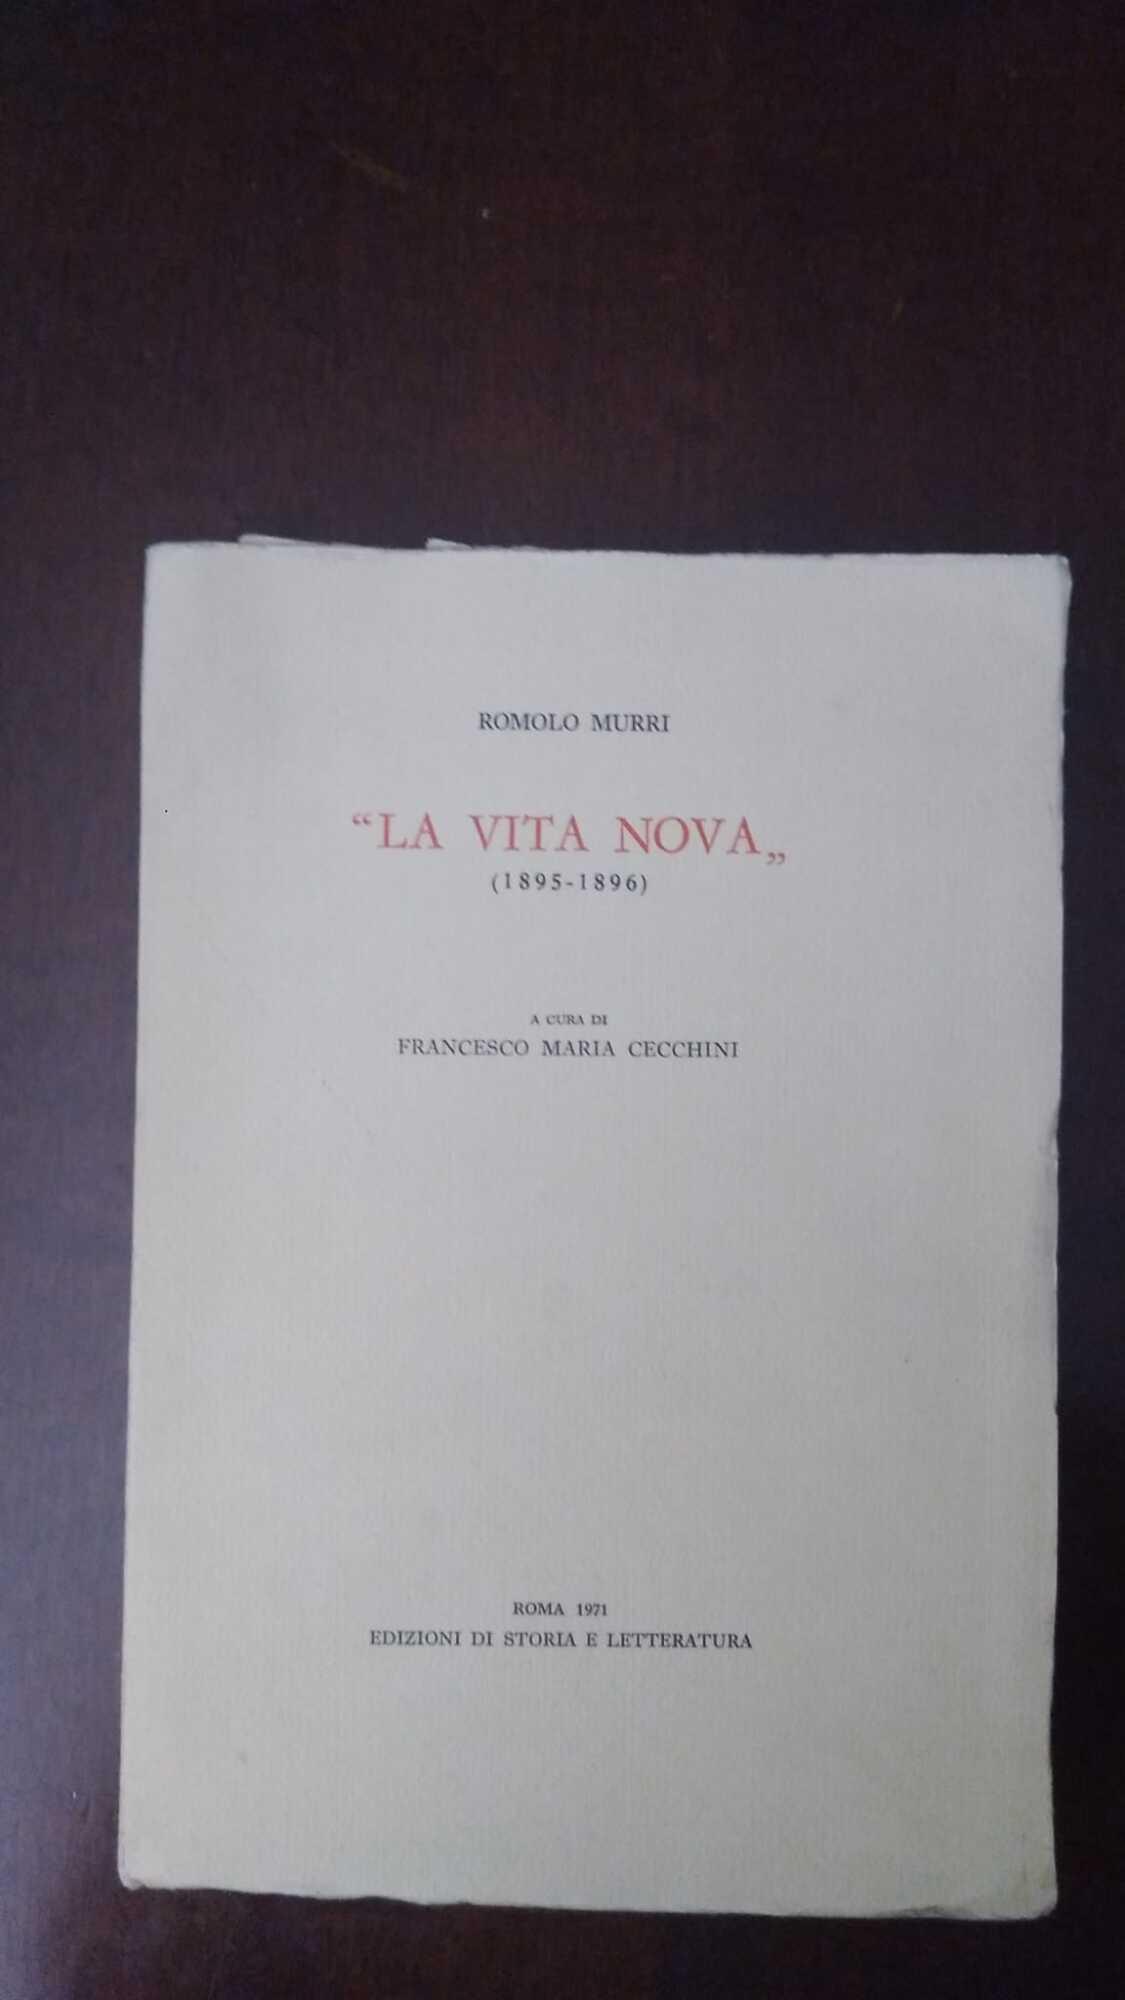 ROMOLO MURRI
“LA VITA NOVA„
(1895-1896)
A CURA DI
FRANCESCO MARIA CECCHINI
ROMA 1971
EDIZIONI DI STORIA E LETTERATURA